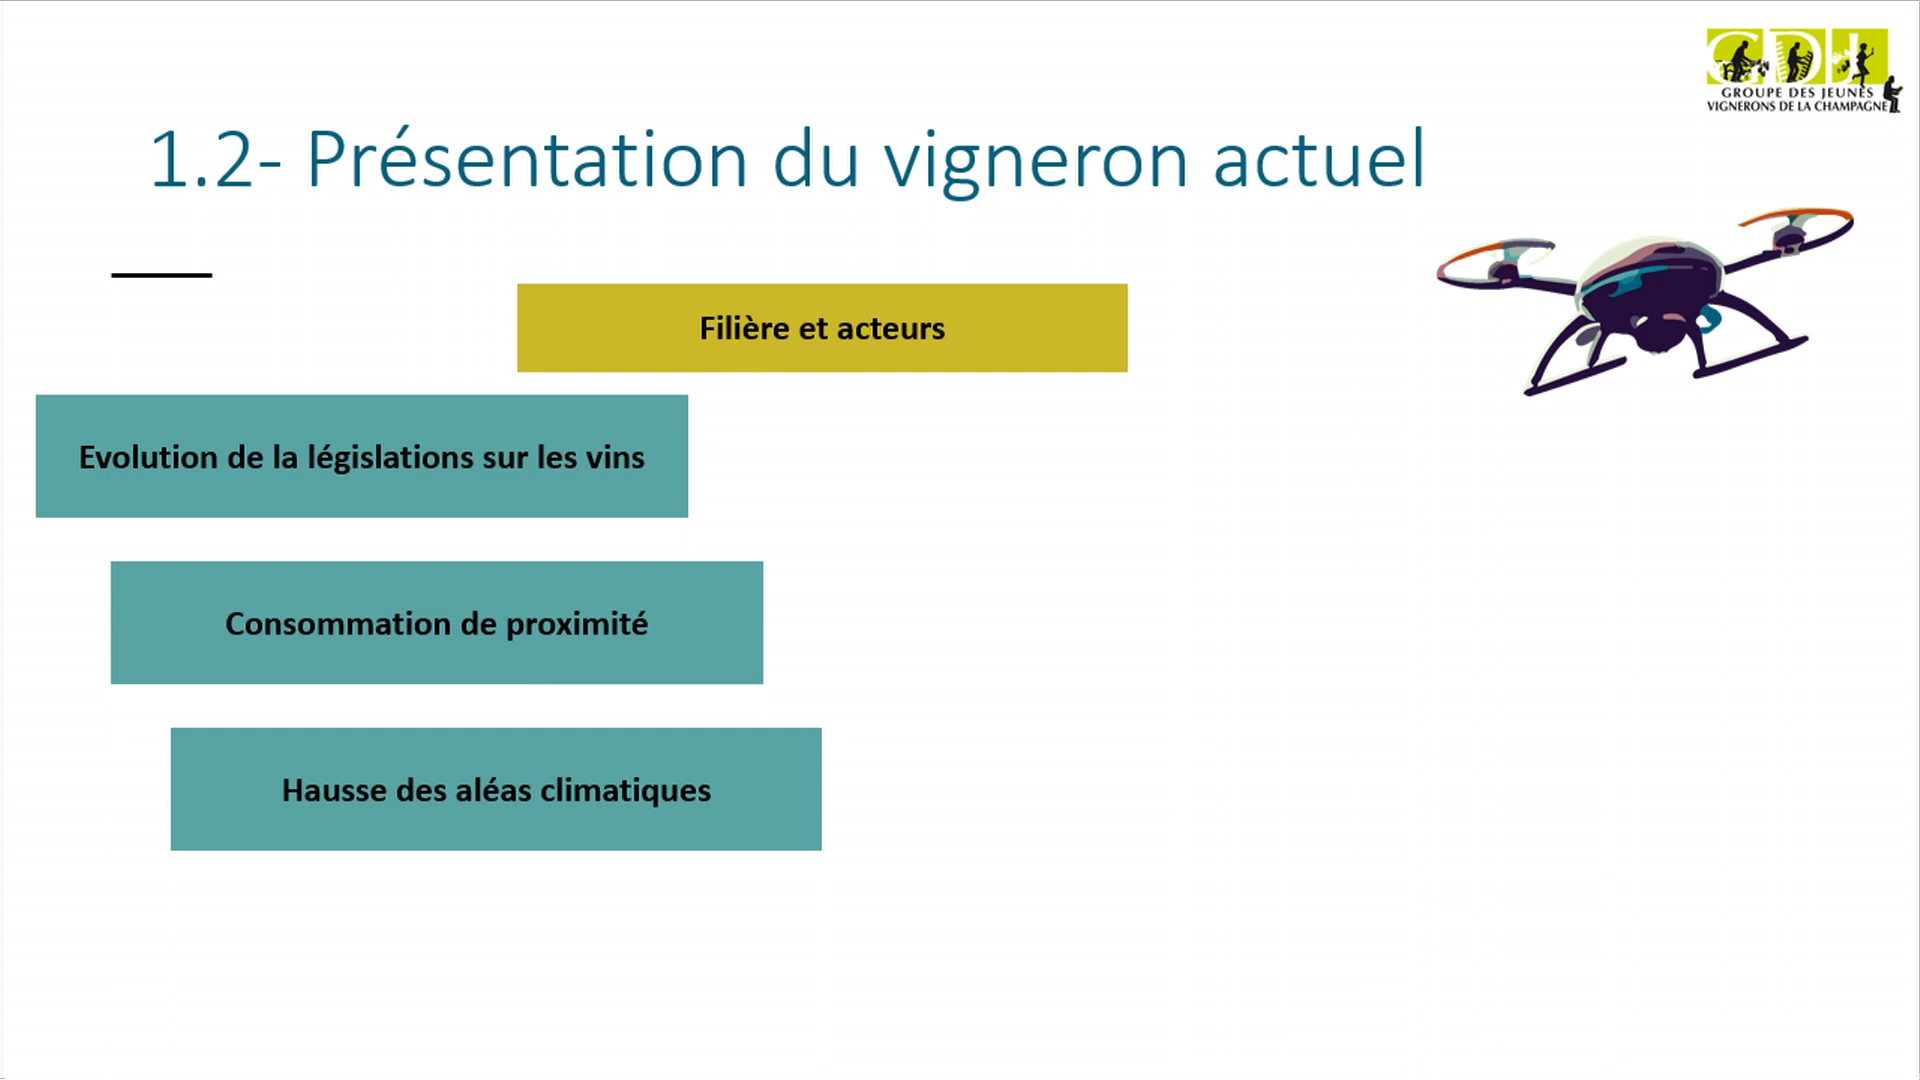 GDJ
GROUPE DES JEUNES
VIGNERONS DE LA CHAMPAGNE
1.2- Présentation du vigneron actuel
Filière et acteurs
Evolution de la législations sur les vins
Consommation de proximité
Hausse des aléas climatiques